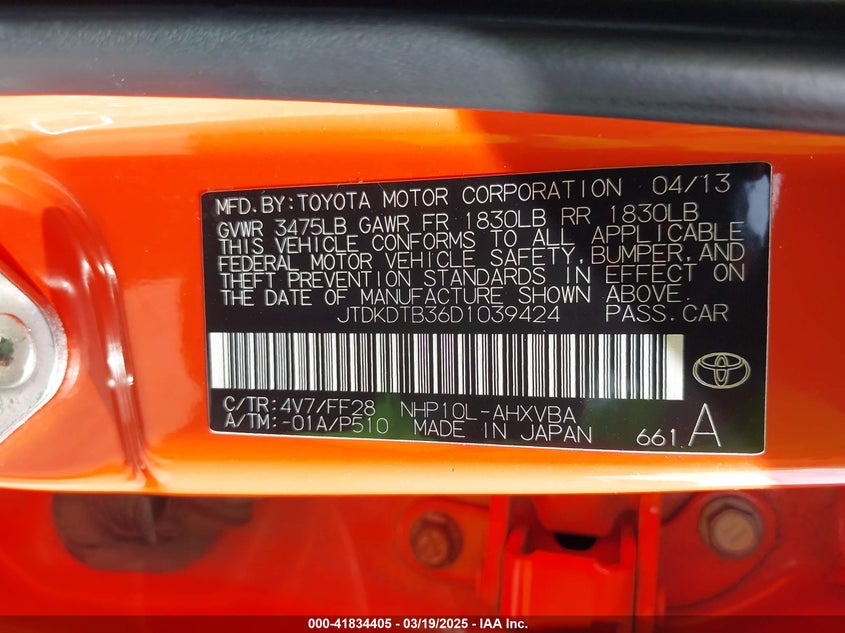 MFD. BY: TOYOTA MOTOR CORPORATION 04/13
GVWR 3475LB GAWR FR 1830LB RR 1830LB
THIS VEHICLE CONFORMS TO ALL APPLICABLE
FEDERAL MOTOR VEHICLE SAFETY, BUMPER, AND
THEFT PREVENTION STANDARDS IN EFFECT ON
THE DATE OF MANUFACTURE SHOWN ABOVE.
JTDKDTB36D1039424 PASS. CAR
C/TR: 4V7/FF28 NHP10L-AHXVBA
A/TM: -01A/P510 MADE IN JAPAN 661 A
000-41834405 - 03/19/2025 - IAA Inc.